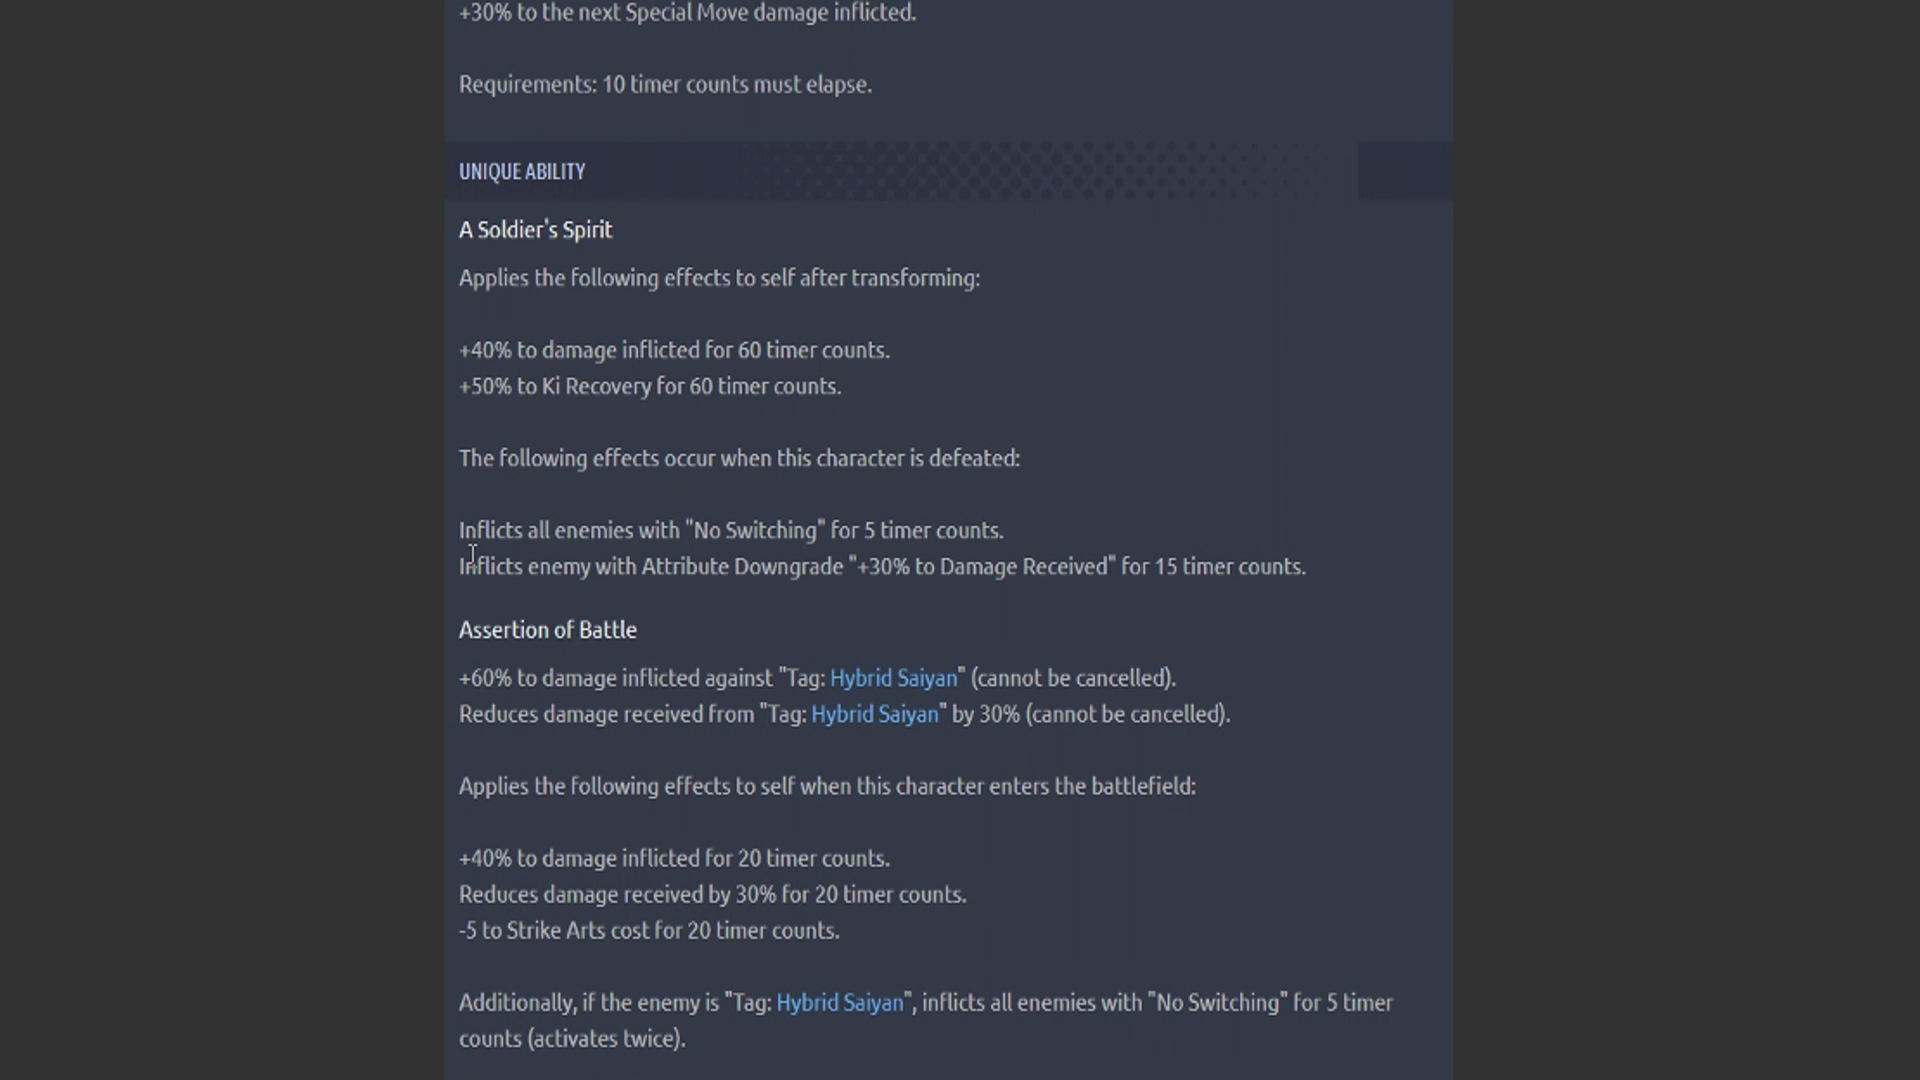 +30% to the next Special Move damage inflicted.
Requirements: 10 timer counts must elapse.
UNIQUE ABILITY
A Soldier's Spirit
Applies the following effects to self after transforming:
+40% to damage inflicted for 60 timer counts.
+50% to Ki Recovery for 60 timer counts.
The following effects occur when this character is defeated:
Inflicts all enemies with "No Switching" for 5 timer counts.
Inflicts enemy with Attribute Downgrade "+30% to Damage Received" for 15 timer counts.
Assertion of Battle
+60% to damage inflicted against "Tag: Hybrid Saiyan" (cannot be cancelled).
Reduces damage received from "Tag: Hybrid Saiyan" by 30% (cannot be cancelled).
Applies the following effects to self when this character enters the battlefield:
+40% to damage inflicted for 20 timer counts.
Reduces damage received by 30% for 20 timer counts.
-5 to Strike Arts cost for 20 timer counts.
Additionally, if the enemy is "Tag: Hybrid Saiyan", inflicts all enemies with "No Switching" for 5 timer
counts (activates twice).